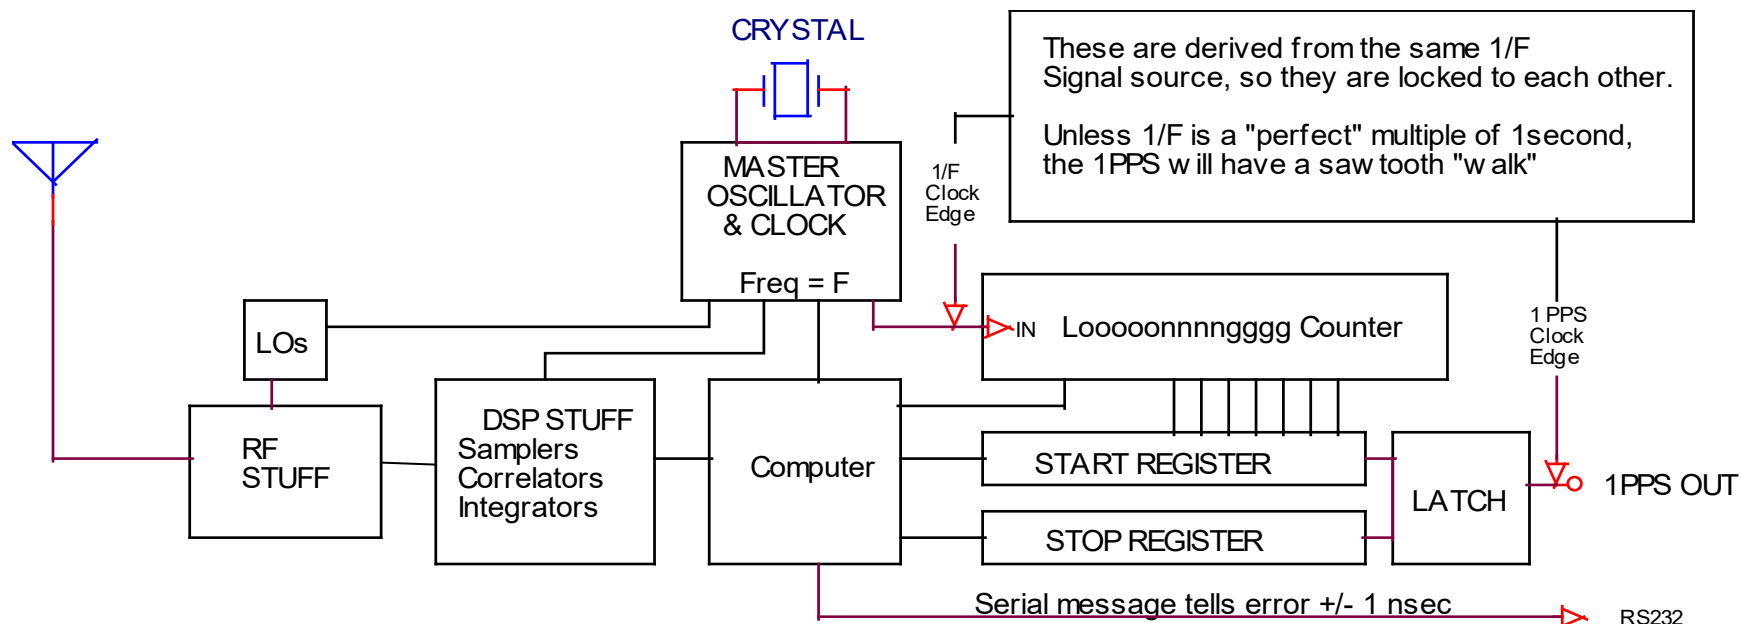 CRYSTAL
These are derived from the same 1/F
Signal source, so they are locked to each other.
Unless 1/F is a "perfect" multiple of 1second,
the 1PPS will have a saw tooth "walk"
MASTER
OSCILLATOR
& CLOCK
Freq = F
1/F
Clock
Edge
LOs
IN
Looooonnnngggg Counter
1 PPS
Clock
Edge
RF
STUFF
DSP STUFF
Samplers
Correlators
Integrators
Computer
START REGISTER
STOP REGISTER
LATCH
1PPS OUT
Serial message tells error +/- 1 nsec
RS232